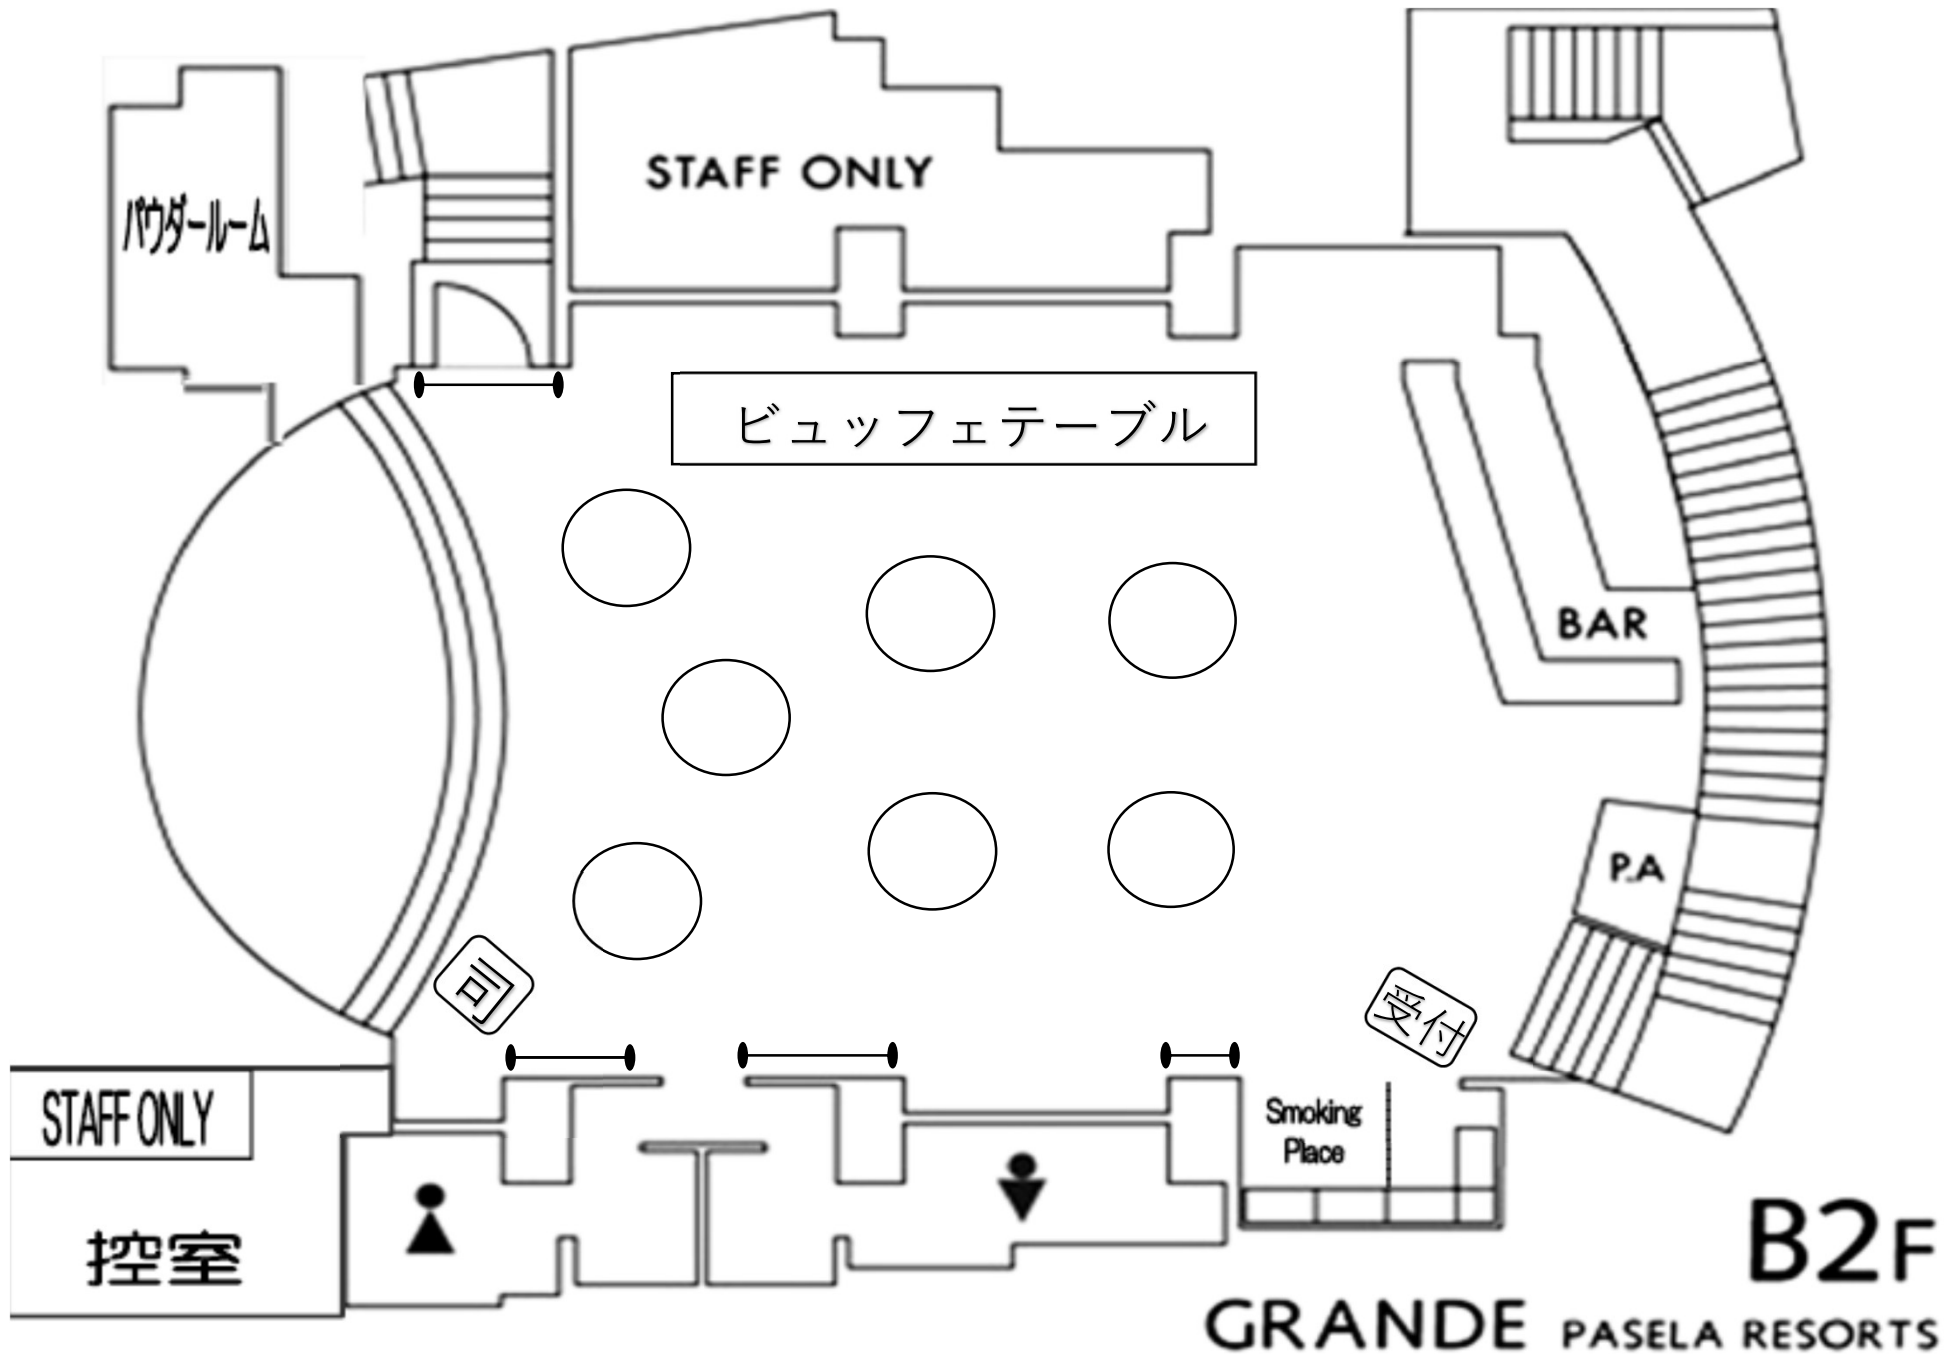 STAFF ONLY
パウダールーム
ビュッフェテーブル
BAR
P.A
司
受付
STAFF ONLY
控室
Smoking
Place
B2F
GRANDE PASELA RESORTS